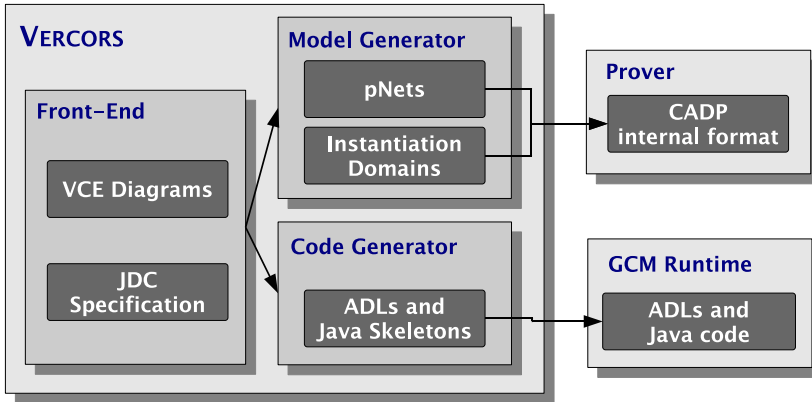 VERCORS
Front-End
VCE Diagrams
JDC
Specification
Model Generator
pNets
Instantiation
Domains
Code Generator
ADLs and
Java Skeletons
Prover
CADP
internal format
GCM Runtime
ADLs and
Java code